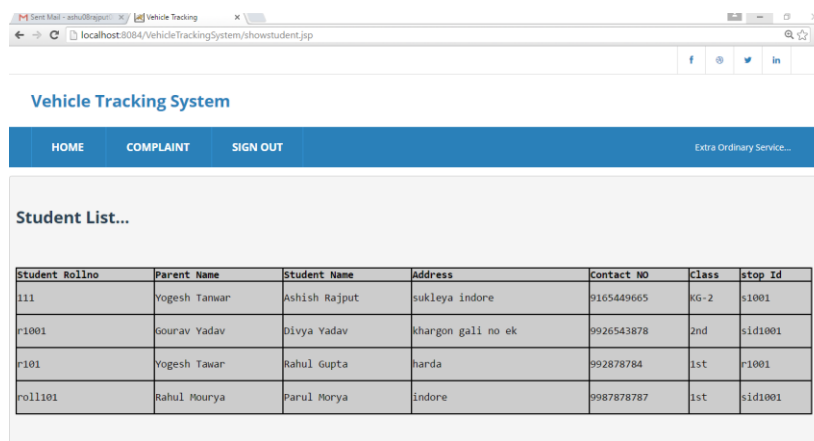 Sent Mail - ashu08rajput
Vehicle Tracking
localhost:8084/VehicleTrackingSystem/showstudent.jsp
Vehicle Tracking System
HOME COMPLAINT SIGN OUT Extra Ordinary Service...
Student List...
Student Rollno Parent Name Student Name Address Contact NO Class stop Id
111 Yogesh Tanwar Ashish Rajput sukleya indore 9165449665 KG-2 s1001
r1001 Gourav Yadav Divya Yadav khargon gali no ek 9926543878 2nd sid1001
r101 Yogesh Tawar Rahul Gupta harda 992878784 1st r1001
roll101 Rahul Mourya Parul Morya indore 9987878787 1st sid1001